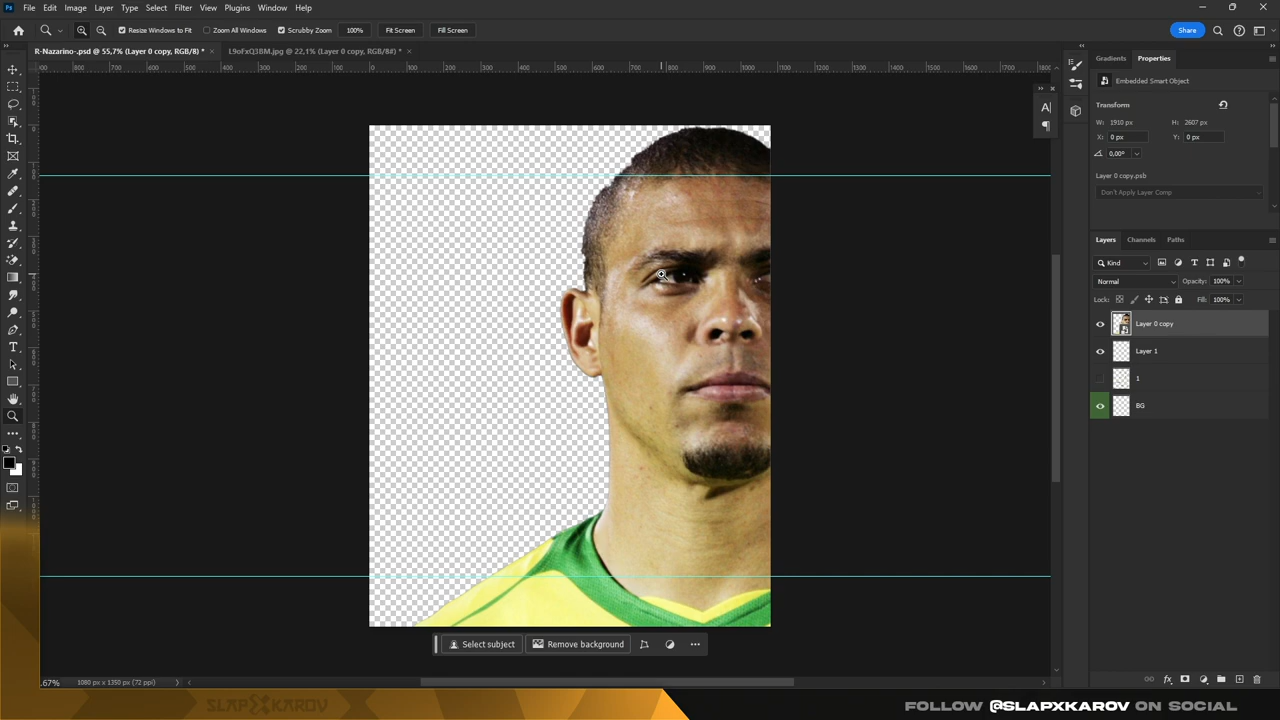 File Edit Image Layer Type Select Filter View Plugins Window Help
Resize Windows to Fit Zoom All Windows Scrubby Zoom 100% Fit Screen Fill Screen Share
R-Nazarino-.psd @ 55,7% (Layer 0 copy, RGB/8) * × L9oFxQ3BM.jpg @ 22,1% (Layer 0 copy, RGB/8#) * ×
Gradients Properties
Embedded Smart Object
Transform
W: 1910 px H: 2607 px
X: 0 px Y: 0 px
0,00°
Layer 0 copy.psb
Don't Apply Layer Comp
Layers Channels Paths
Kind
Normal Opacity: 100%
Lock: Fill: 100%
Layer 0 copy
Layer 1
1
BG
Select subject Remove background
.67% 1080 px x 1350 px (72 ppi)
SLAPXKAROV
FOLLOW @SLAPXKAROV ON SOCIAL